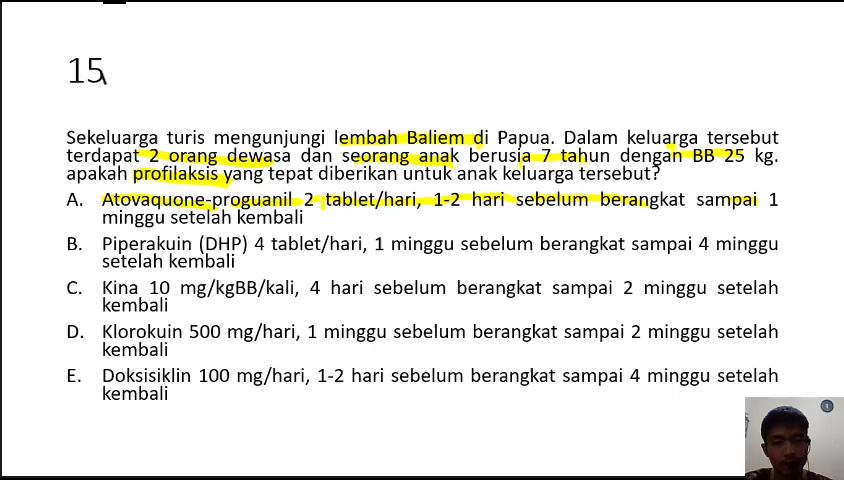 15
Sekeluarga turis mengunjungi lembah Baliem di Papua. Dalam keluarga tersebut
terdapat 2 orang dewasa dan seorang anak berusia 7 tahun dengan BB 25 kg.
apakah profilaksis yang tepat diberikan untuk anak keluarga tersebut?
A. Atovaquone-proguanil 2 tablet/hari, 1-2 hari sebelum berangkat sampai 1
minggu setelah kembali
B. Piperakuin (DHP) 4 tablet/hari, 1 minggu sebelum berangkat sampai 4 minggu
setelah kembali
C. Kina 10 mg/kgBB/kali, 4 hari sebelum berangkat sampai 2 minggu setelah
kembali
D. Klorokuin 500 mg/hari, 1 minggu sebelum berangkat sampai 2 minggu setelah
kembali
E. Doksisiklin 100 mg/hari, 1-2 hari sebelum berangkat sampai 4 minggu setelah
kembali